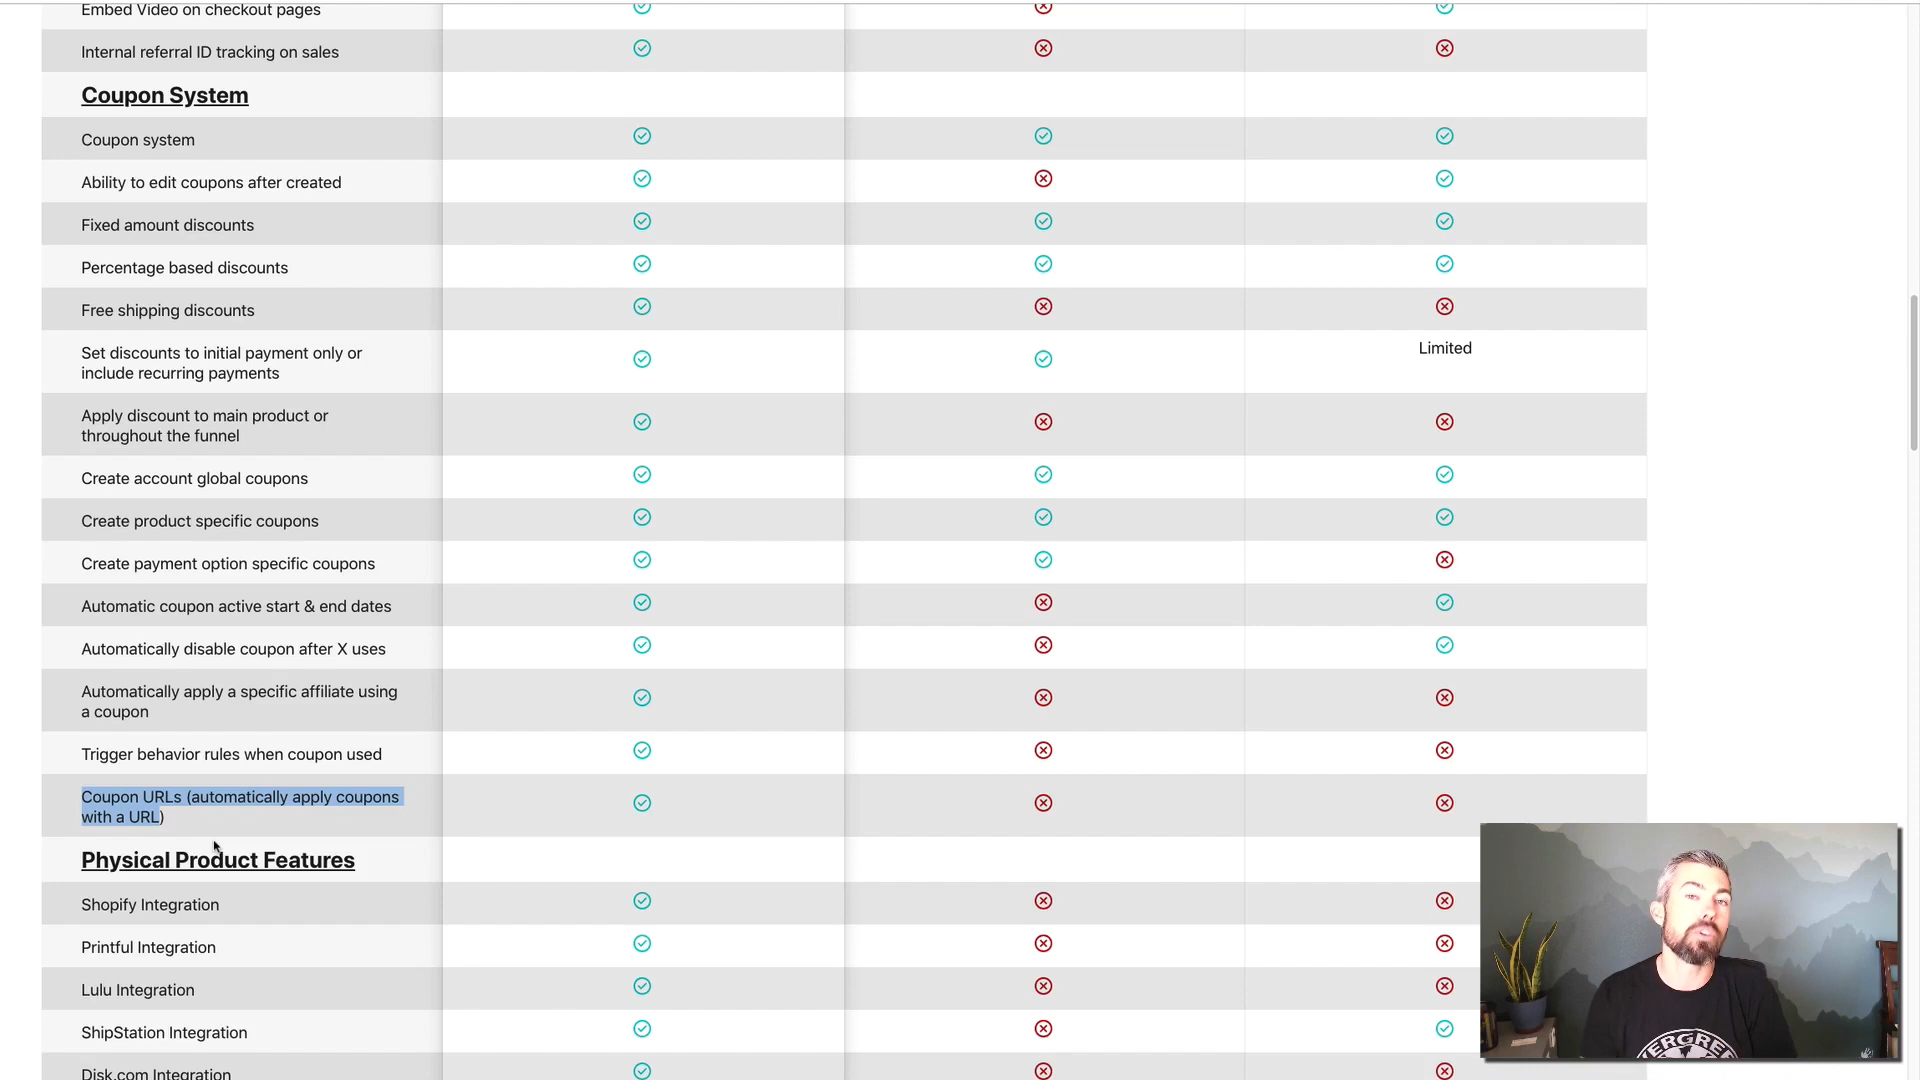 Embed Video on checkout pages
Internal referral ID tracking on sales
Coupon System
Coupon system
Ability to edit coupons after created
Fixed amount discounts
Percentage based discounts
Free shipping discounts
Set discounts to initial payment only or
include recurring payments
Limited
Apply discount to main product or
throughout the funnel
Create account global coupons
Create product specific coupons
Create payment option specific coupons
Automatic coupon active start & end dates
Automatically disable coupon after X uses
Automatically apply a specific affiliate using
a coupon
Trigger behavior rules when coupon used
Coupon URLs (automatically apply coupons
with a URL)
Physical Product Features
Shopify Integration
Printful Integration
Lulu Integration
ShipStation Integration
Disk.com Integration